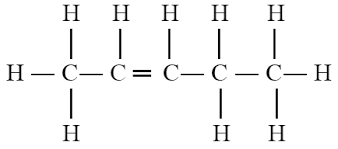 H H H H H
H — C — C = C — C — C — H
H H H